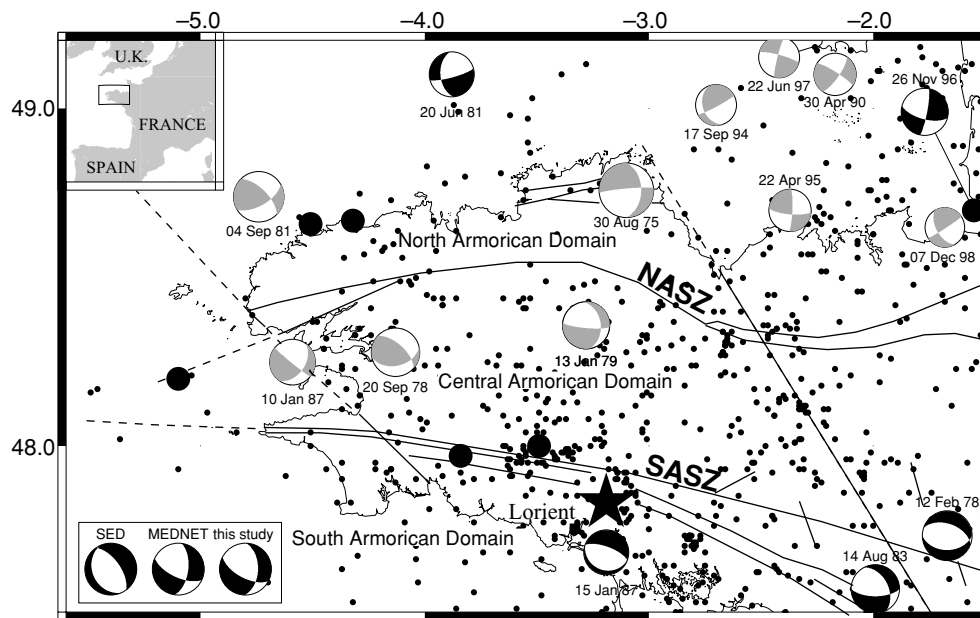 −5.0 −4.0 −3.0 −2.0
U.K.
FRANCE
SPAIN
49.0
48.0
20 Jun 81
22 Jun 97
30 Apr 90
26 Nov 96
17 Sep 94
04 Sep 81
30 Aug 75
22 Apr 95
07 Dec 98
North Armorican Domain
NASZ
13 Jan 79
10 Jan 87
20 Sep 78
Central Armorican Domain
SASZ
Lorient
South Armorican Domain
12 Feb 78
14 Aug 83
15 Jan 87
SED MEDNET this study